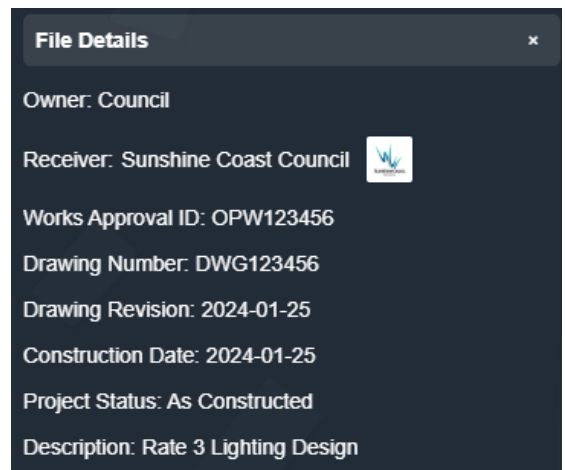 File Details ×
Owner: Council
Receiver: Sunshine Coast Council
Works Approval ID: OPW123456
Drawing Number: DWG123456
Drawing Revision: 2024-01-25
Construction Date: 2024-01-25
Project Status: As Constructed
Description: Rate 3 Lighting Design